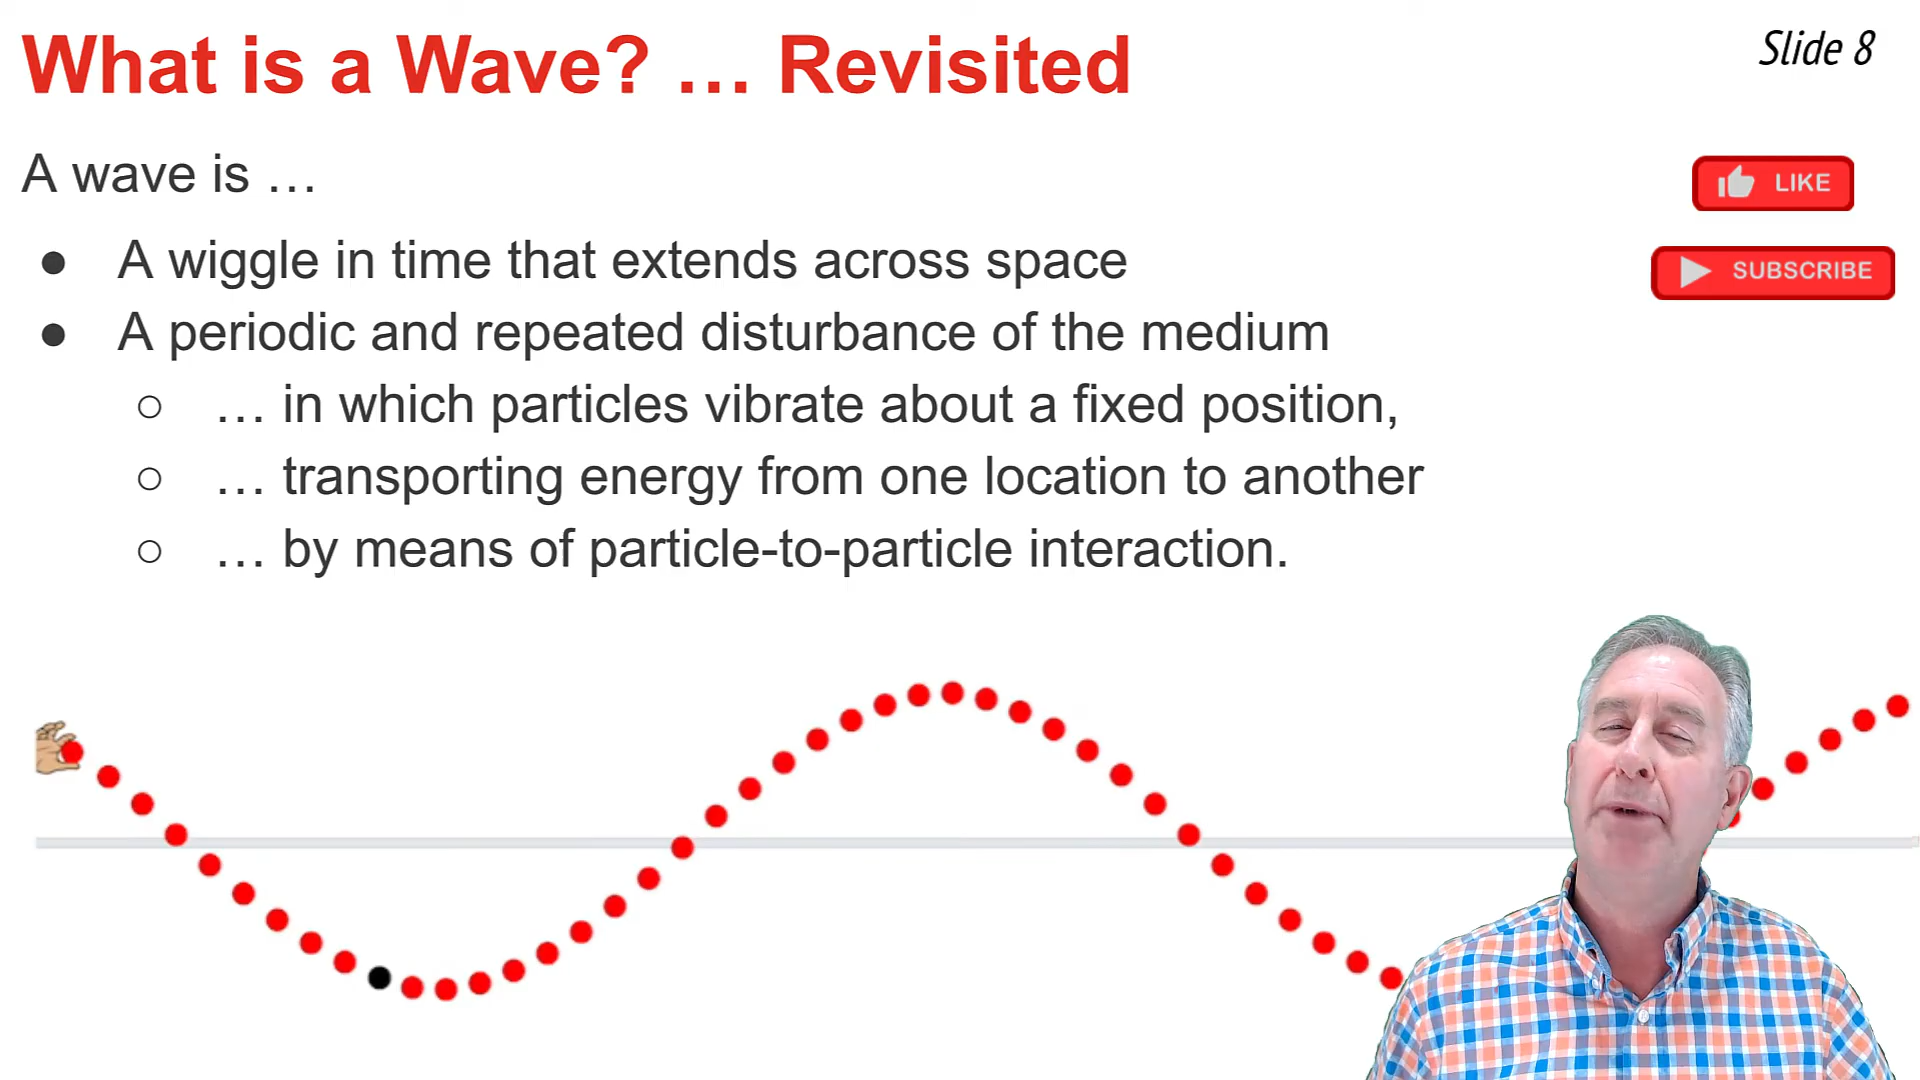 What is a Wave? … Revisited
Slide 8
A wave is …
LIKE
● A wiggle in time that extends across space
SUBSCRIBE
● A periodic and repeated disturbance of the medium
○ … in which particles vibrate about a fixed position,
○ … transporting energy from one location to another
○ … by means of particle-to-particle interaction.